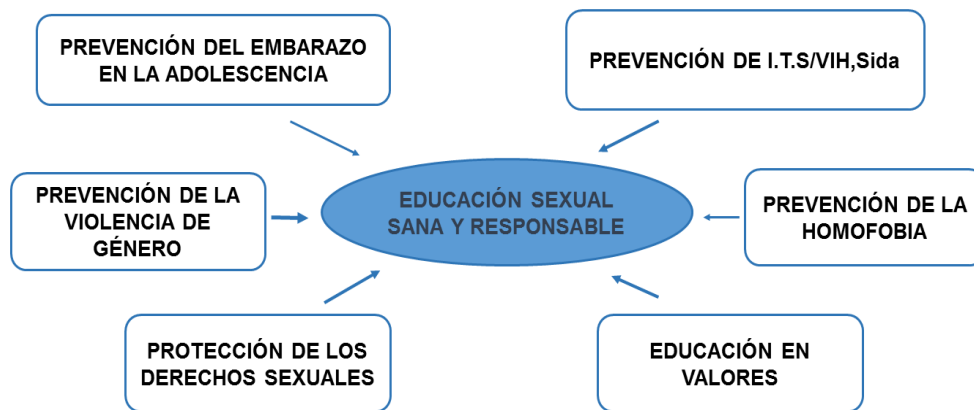 PREVENCIÓN DEL EMBARAZO
EN LA ADOLESCENCIA
PREVENCIÓN DE I.T.S/VIH,Sida
PREVENCIÓN DE LA
VIOLENCIA DE
GÉNERO
EDUCACIÓN SEXUAL
SANA Y RESPONSABLE
PREVENCIÓN DE LA
HOMOFOBIA
PROTECCIÓN DE LOS
DERECHOS SEXUALES
EDUCACIÓN EN
VALORES